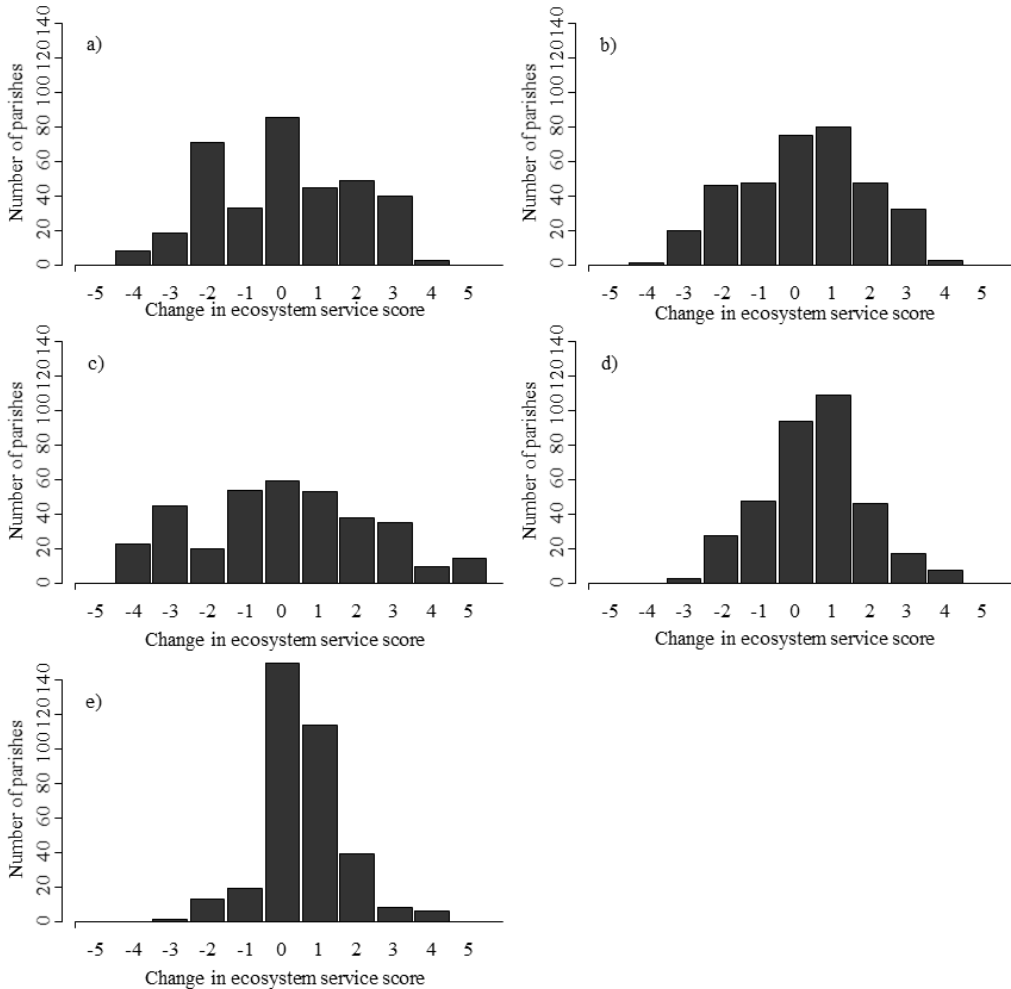 a)
Number of parishes
0 20 40 60 80 100 120 140
-5 -4 -3 -2 -1 0 1 2 3 4 5
Change in ecosystem service score
b)
Number of parishes
0 20 40 60 80 100 120 140
-5 -4 -3 -2 -1 0 1 2 3 4 5
Change in ecosystem service score
c)
Number of parishes
0 20 40 60 80 100 120 140
-5 -4 -3 -2 -1 0 1 2 3 4 5
Change in ecosystem service score
d)
Number of parishes
0 20 40 60 80 100 120 140
-5 -4 -3 -2 -1 0 1 2 3 4 5
Change in ecosystem service score
e)
Number of parishes
0 20 40 60 80 100 120 140
-5 -4 -3 -2 -1 0 1 2 3 4 5
Change in ecosystem service score